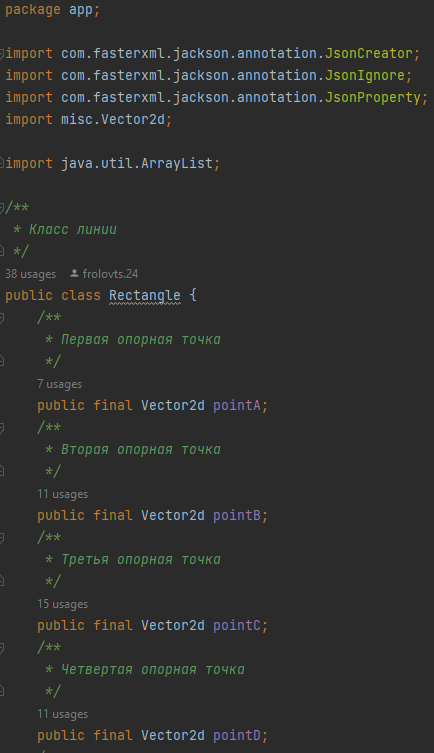 package app;
import com.fasterxml.jackson.annotation.JsonCreator;
import com.fasterxml.jackson.annotation.JsonIgnore;
import com.fasterxml.jackson.annotation.JsonProperty;
import misc.Vector2d;
import java.util.ArrayList;
/**
 * Класс линии
 */
38 usages frolovts.24
public class Rectangle {
    /**
     * Первая опорная точка
     */
    7 usages
    public final Vector2d pointA;
    /**
     * Вторая опорная точка
     */
    11 usages
    public final Vector2d pointB;
    /**
     * Третья опорная точка
     */
    15 usages
    public final Vector2d pointC;
    /**
     * Четвертая опорная точка
     */
    11 usages
    public final Vector2d pointD;